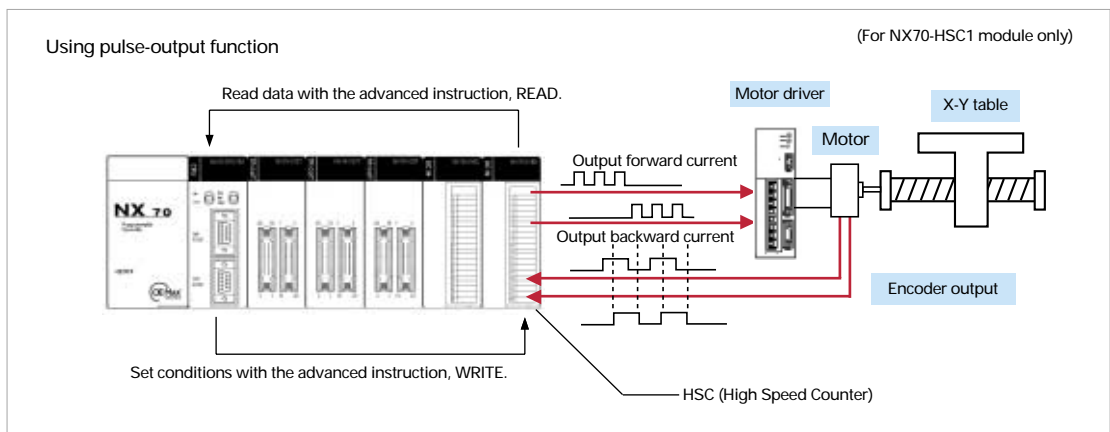 Using pulse-output function
(For NX70-HSC1 module only)
Read data with the advanced instruction, READ.
Motor driver
X-Y table
Motor
Output forward current
NX 70
Output backward current
Encoder output
OEMax
Set conditions with the advanced instruction, WRITE.
HSC (High Speed Counter)